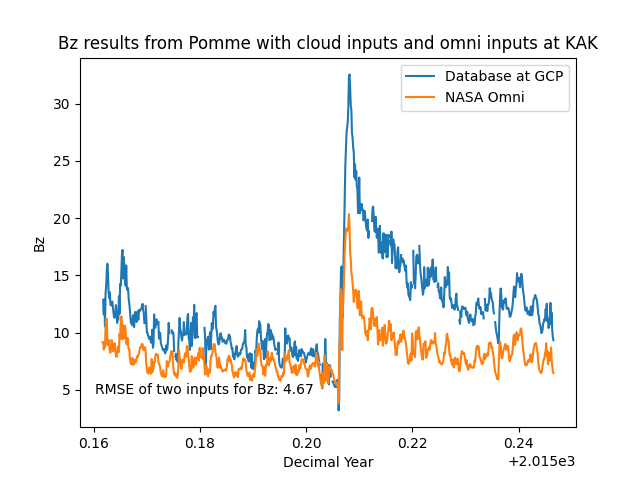 Bz results from Pomme with cloud inputs and omni inputs at KAK
Database at GCP
NASA Omni
Bz
30
25
20
15
10
5
RMSE of two inputs for Bz: 4.67
0.16
0.18
0.20
0.22
0.24
Decimal Year
+2.015e3